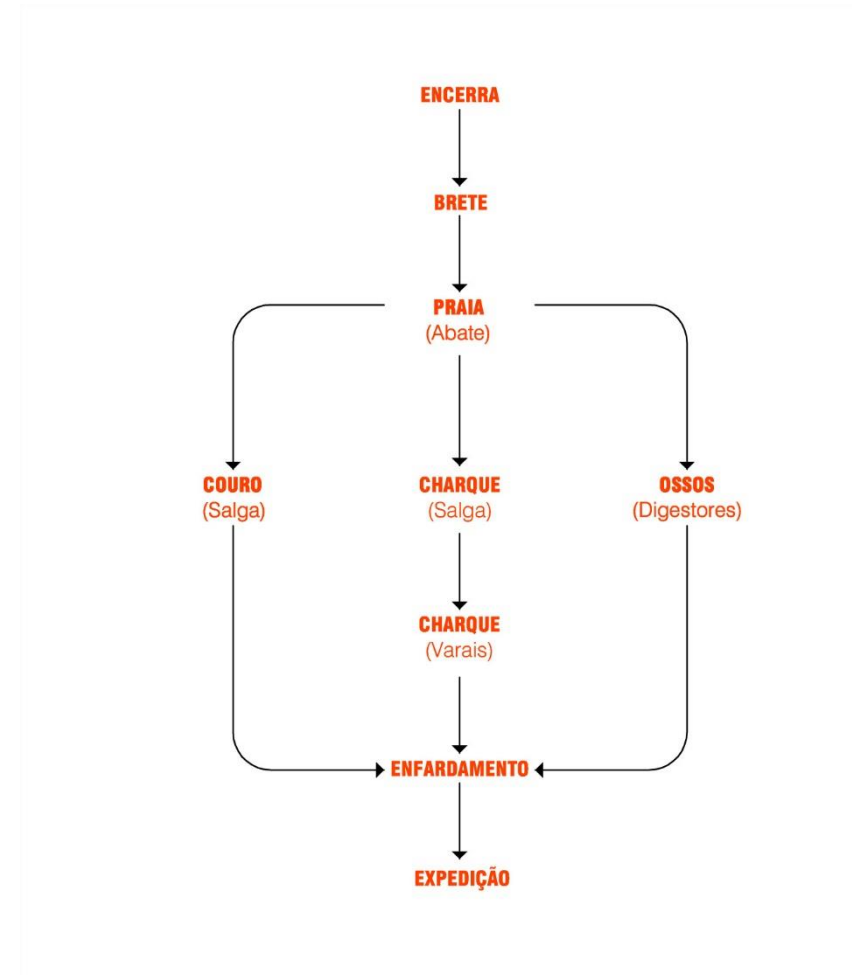 ENCERRA
BRETE
PRAIA
(Abate)
COURO
(Salga)
CHARQUE
(Salga)
OSSOS
(Digestores)
CHARQUE
(Varais)
ENFARDAMENTO
EXPEDIÇÃO